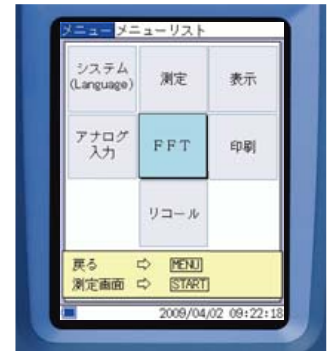 メニュー メニューリスト
システム
(Language)
測定
表示
アナログ
入力
FFT
印刷
リコール
戻る ⇨ MENU
測定画面 ⇨ START
2009/04/02 09:22:18